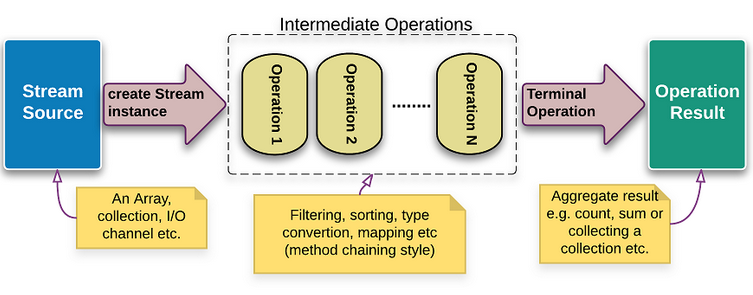 Intermediate Operations
Stream
Source
create Stream
instance
Operation 1
Operation 2
Operation N
Terminal
Operation
Operation
Result
An Array,
collection, I/O
channel etc.
Filtering, sorting, type
convertion, mapping etc
(method chaining style)
Aggregate result
e.g. count, sum or
collecting a
collection etc.